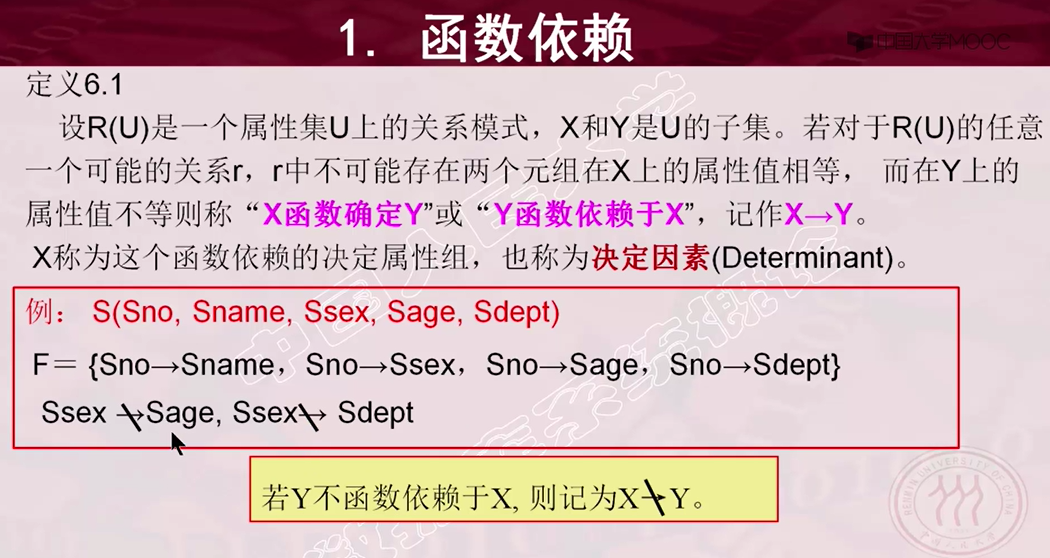 1. 函数依赖
中国大学MOOC
定义6.1
设R(U)是一个属性集U上的关系模式，X和Y是U的子集。若对于R(U)的任意
一个可能的关系r，r中不可能存在两个元组在X上的属性值相等， 而在Y上的
属性值不等则称“X函数确定Y”或“Y函数依赖于X”，记作X→Y。
X称为这个函数依赖的决定属性组，也称为决定因素(Determinant)。
例： S(Sno, Sname, Ssex, Sage, Sdept)
F＝ {Sno→Sname，Sno→Ssex，Sno→Sage，Sno→Sdept}
Ssex ↛Sage, Ssex↛ Sdept
若Y不函数依赖于X, 则记为X↛Y。